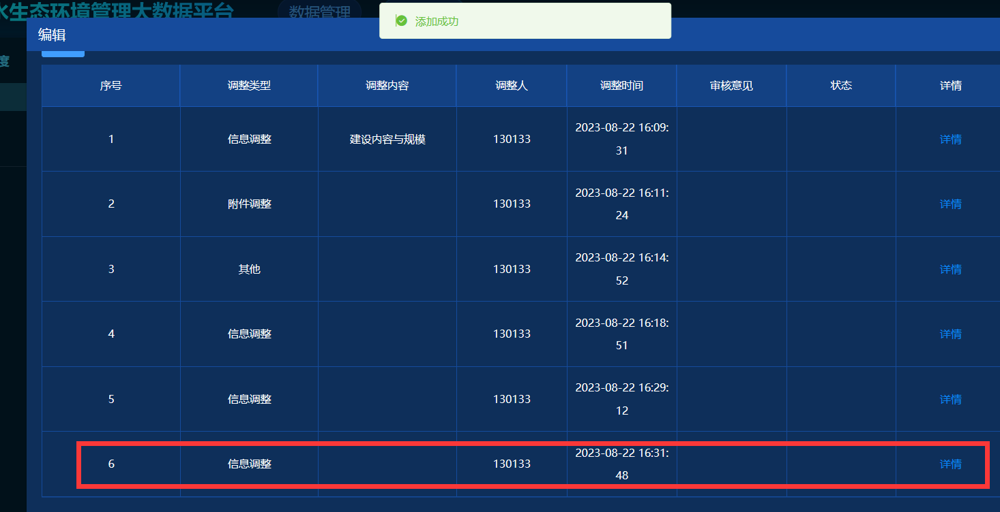 水生态环境管理大数据平台
数据管理
添加成功
编辑
度
序号 调整类型 调整内容 调整人 调整时间 审核意见 状态 详情
1 信息调整 建设内容与规模 130133 2023-08-22 16:09:
31 详情
2 附件调整 130133 2023-08-22 16:11:
24 详情
3 其他 130133 2023-08-22 16:14:
52 详情
4 信息调整 130133 2023-08-22 16:18:
51 详情
5 信息调整 130133 2023-08-22 16:29:
12 详情
6 信息调整 130133 2023-08-22 16:31:
48 详情